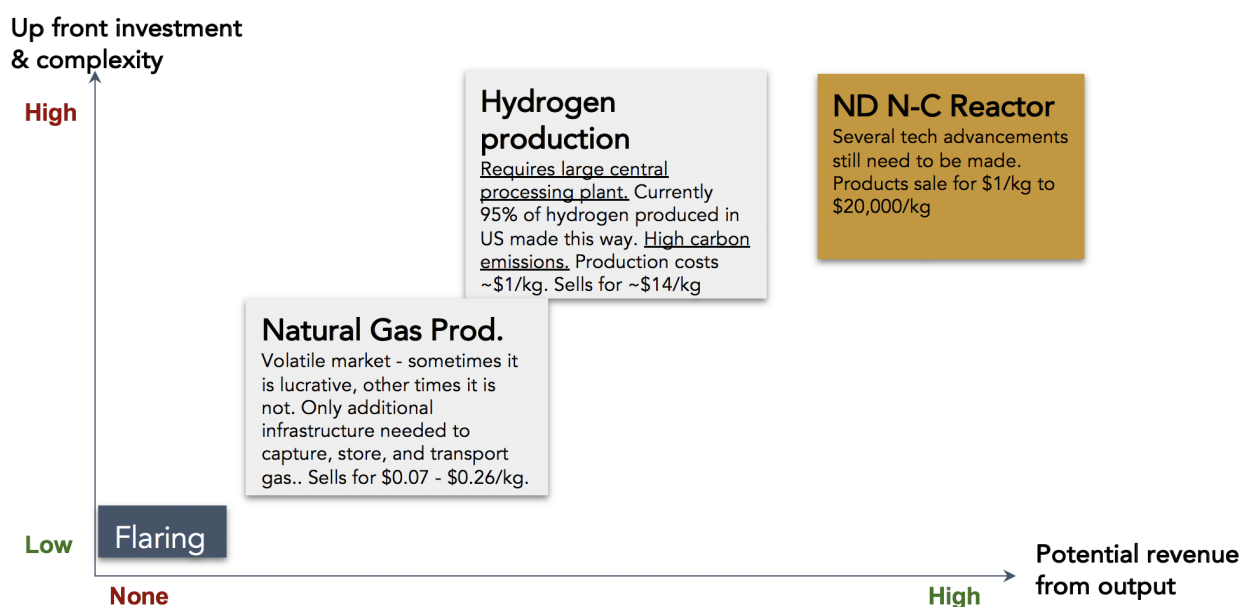 Up front investment
& complexity
High
Hydrogen
production
Requires large central
processing plant. Currently
95% of hydrogen produced in
US made this way. High carbon
emissions. Production costs
~$1/kg. Sells for ~$14/kg
ND N-C Reactor
Several tech advancements
still need to be made.
Products sale for $1/kg to
$20,000/kg
Natural Gas Prod.
Volatile market - sometimes it
is lucrative, other times it is
not. Only additional
infrastructure needed to
capture, store, and transport
gas.. Sells for $0.07 - $0.26/kg.
Flaring
Low
Potential revenue
from output
None
High